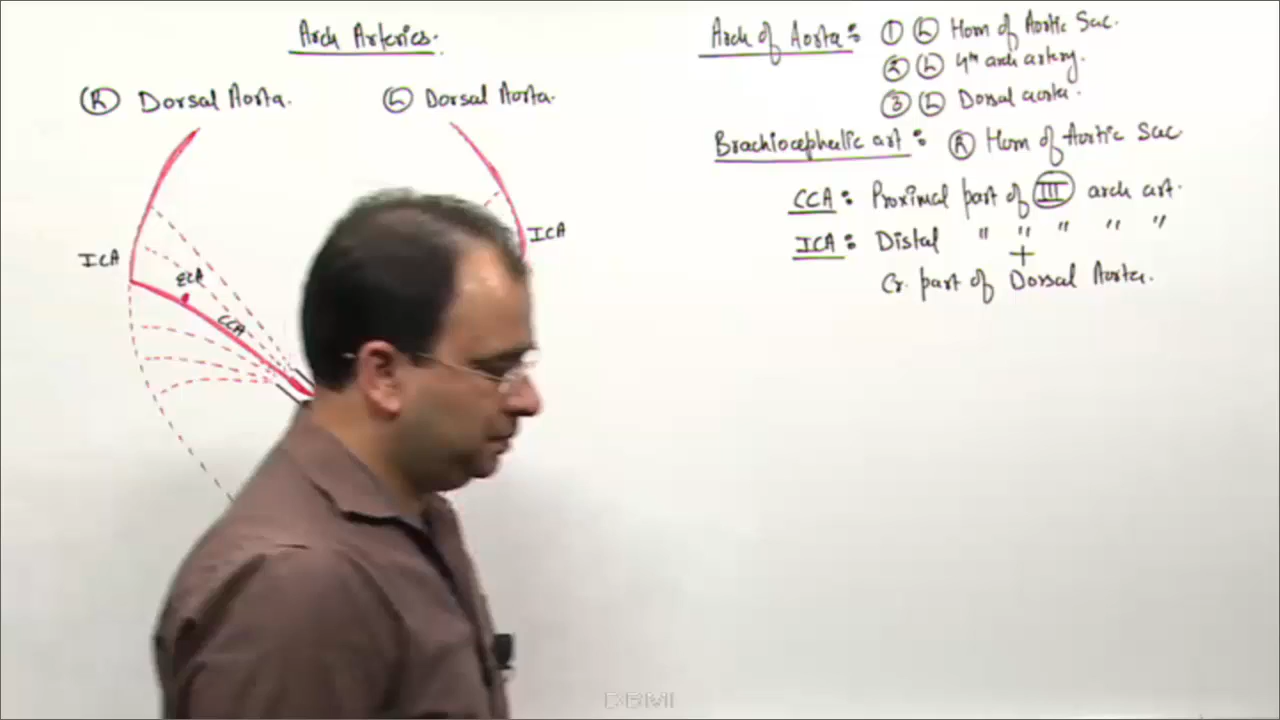 Arch Arteries.
Ⓡ Dorsal Aorta.
Ⓛ Dorsal Aorta.
ICA
ECA
CCA
ICA
Arch of Aorta: ① Ⓛ Horn of Aortic Sac.
② Ⓛ 4th arch artery.
③ Ⓛ Dorsal aorta.
Brachiocephalic art: Ⓡ Horn of Aortic Sac
CCA: Proximal part of III arch art.
ICA: Distal " " " " "
+
Cr. part of Dorsal Aorta.
DBMI